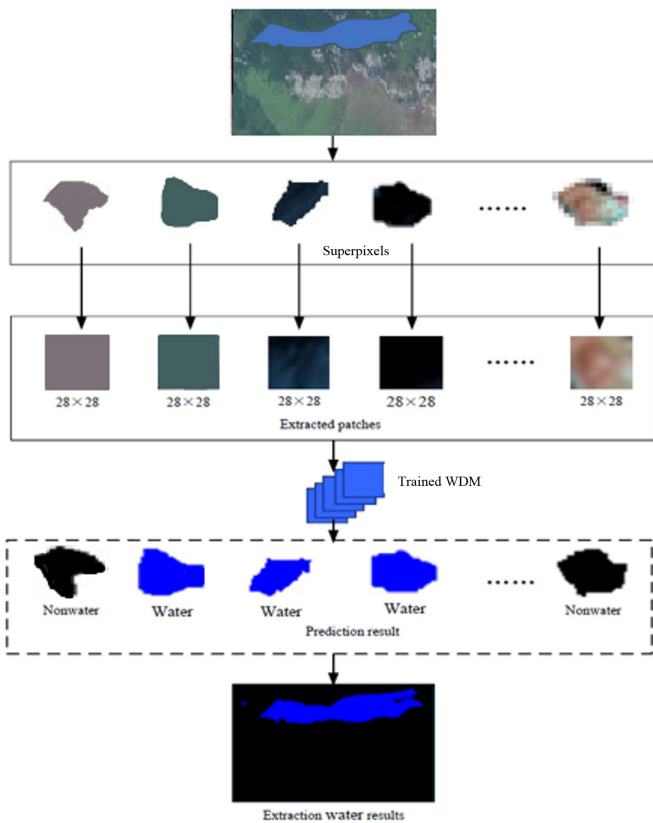 ......
Superpixels
28×28 28×28 28×28 28×28 ...... 28×28
Extracted patches
Trained WDM
Nonwater Water Water Water ...... Nonwater
Prediction result
Extraction water results